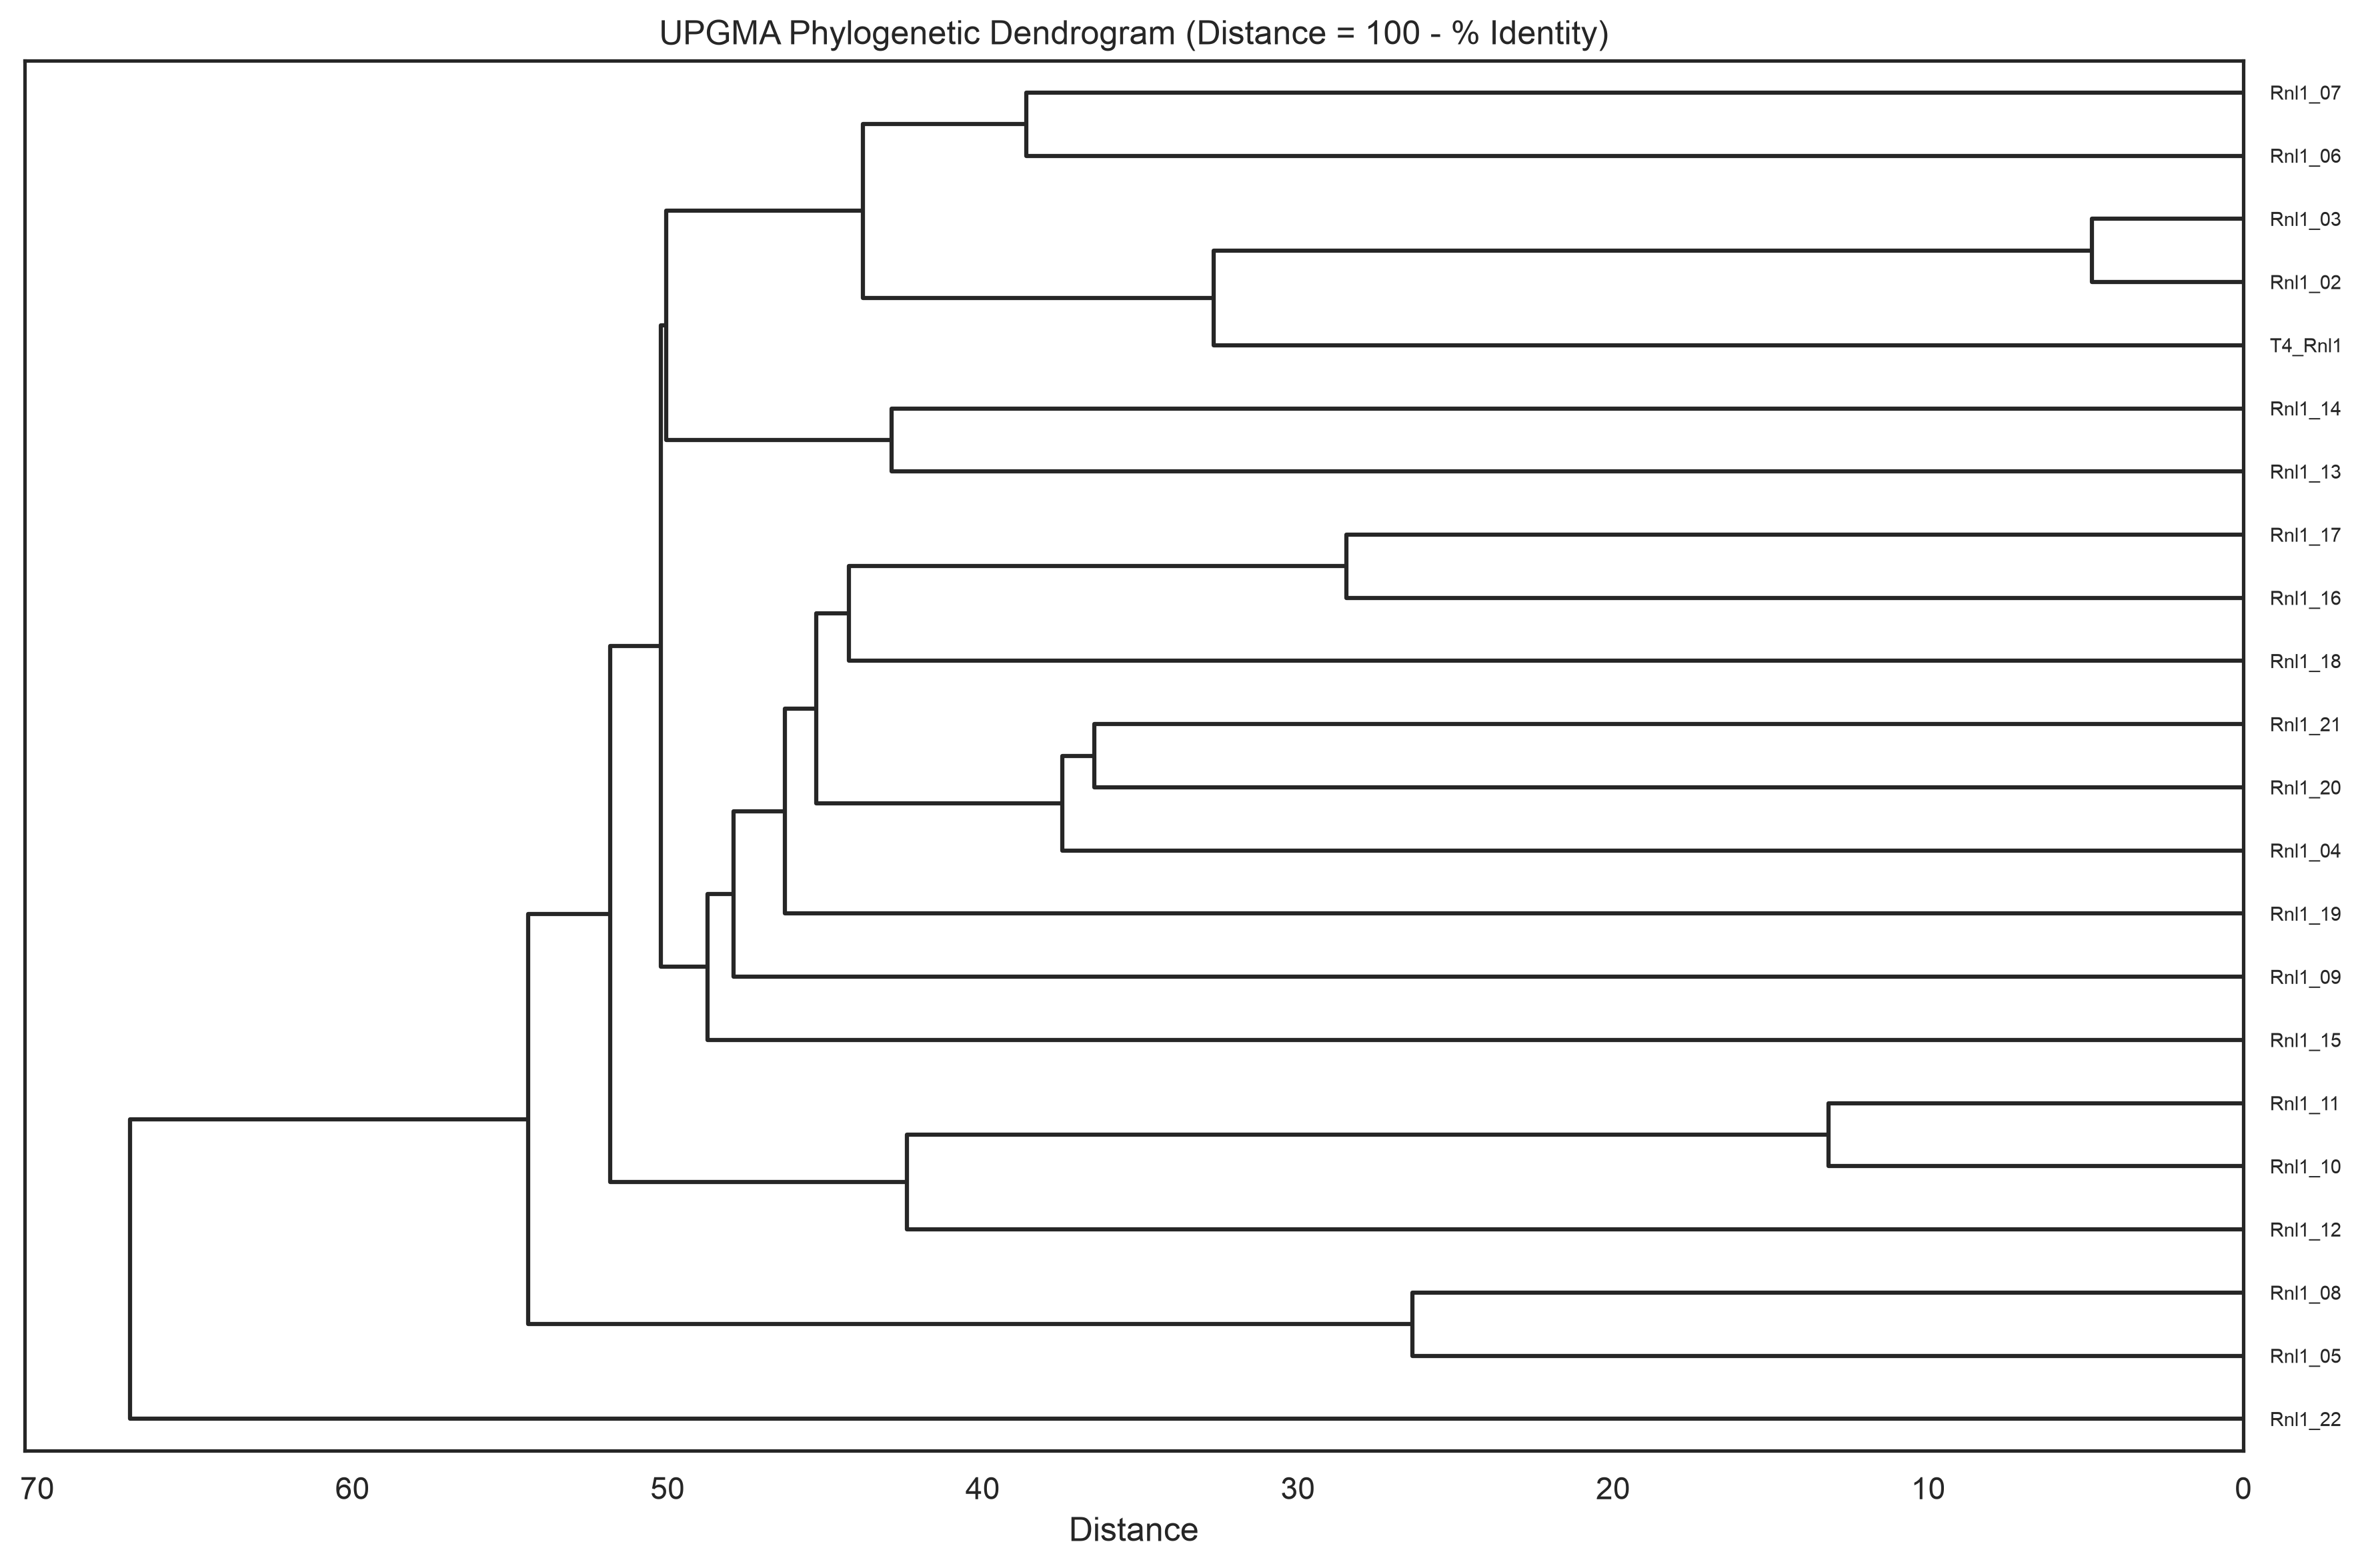 UPGMA Phylogenetic Dendrogram (Distance = 100 - % Identity)
Rnl1_07
Rnl1_06
Rnl1_03
Rnl1_02
T4_Rnl1
Rnl1_14
Rnl1_13
Rnl1_17
Rnl1_16
Rnl1_18
Rnl1_21
Rnl1_20
Rnl1_04
Rnl1_19
Rnl1_09
Rnl1_15
Rnl1_11
Rnl1_10
Rnl1_12
Rnl1_08
Rnl1_05
Rnl1_22
70 60 50 40 30 20 10 0
Distance